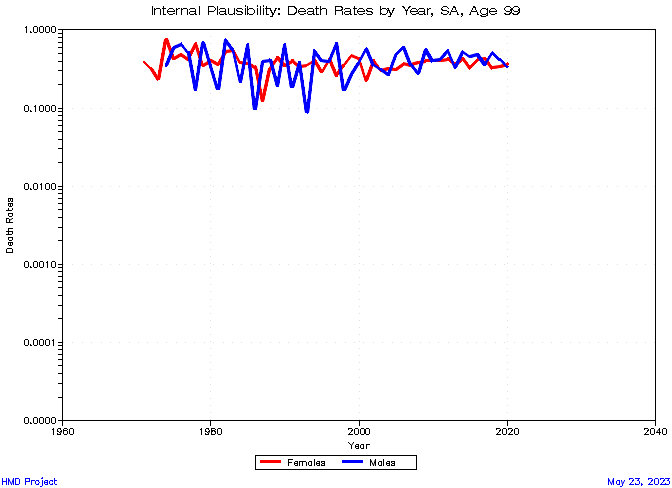 Internal Plausibility: Death Rates by Year, SA, Age 99
1.0000
0.1000
0.0100
0.0010
0.0001
0.0000
Death Rates
1960
1980
2000
2020
2040
Year
Females
Males
HMD Project
May 23, 2023